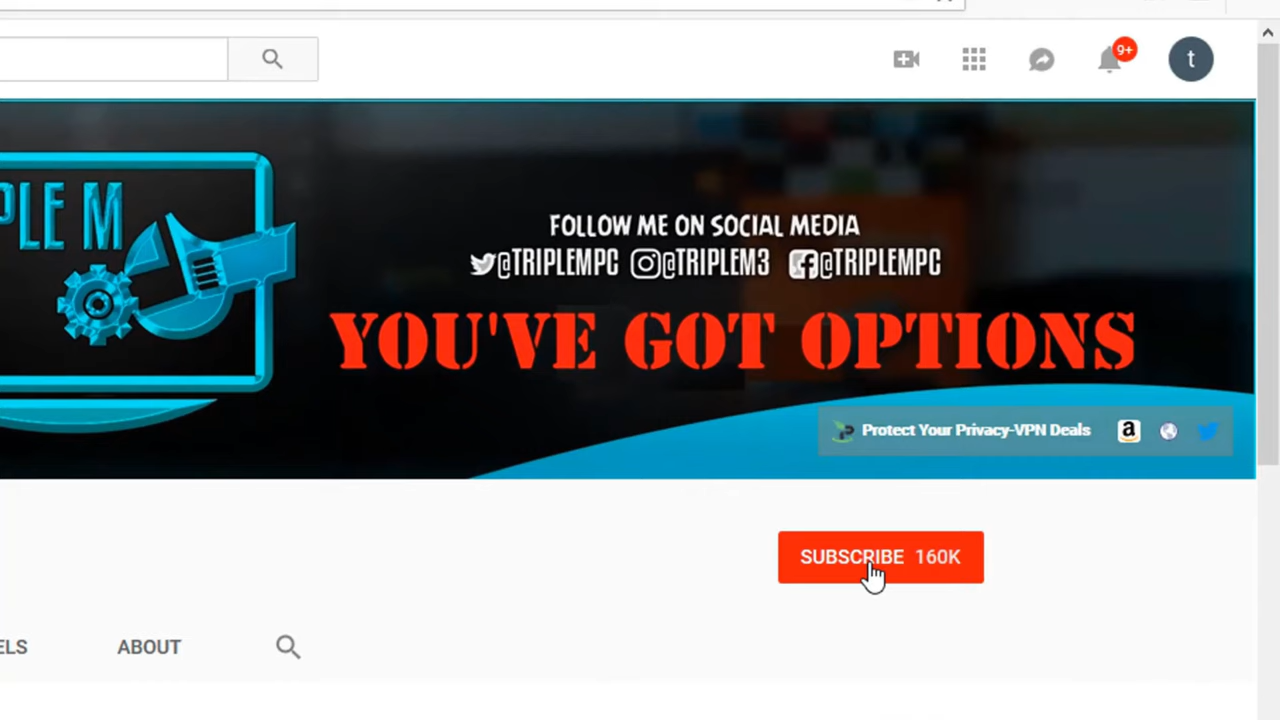 9+
t
PLE M
FOLLOW ME ON SOCIAL MEDIA
@TRIPLEMPC @TRIPLEM3 @TRIPLEMPC
YOU'VE GOT OPTIONS
Protect Your Privacy-VPN Deals
SUBSCRIBE 160K
ELS ABOUT